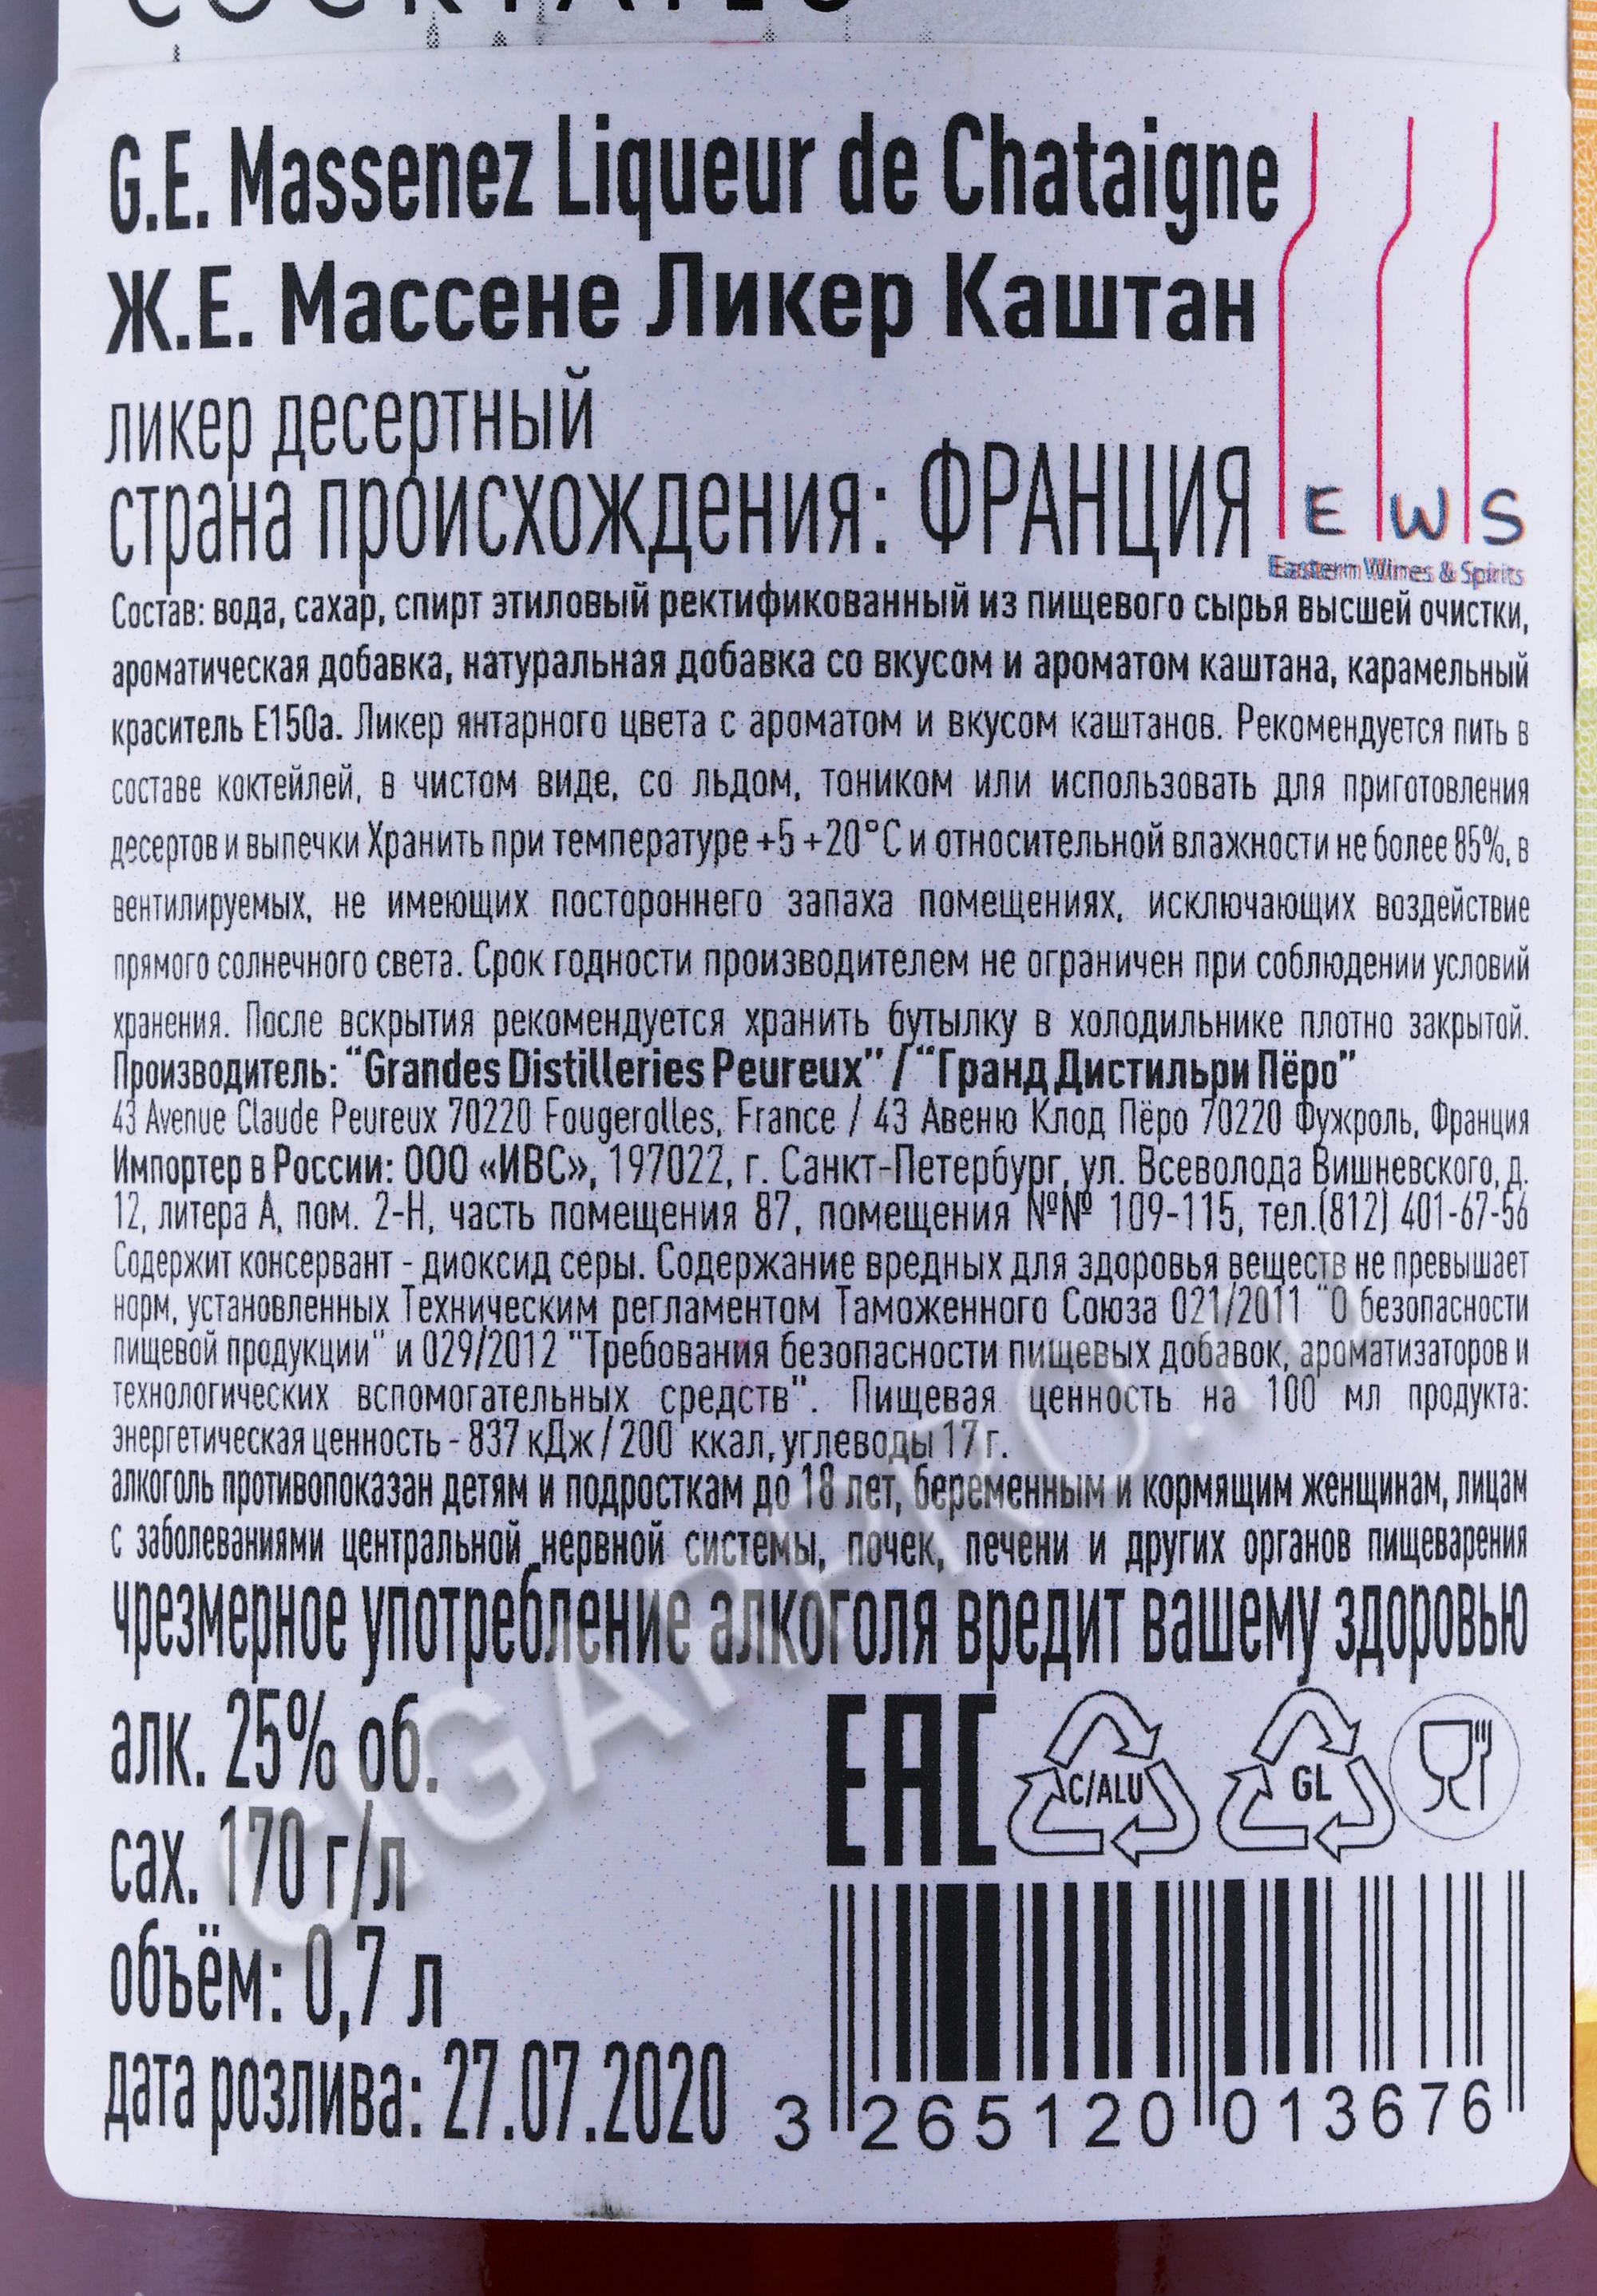 COCKTAILS
G.E. Massenez Liqueur de Chataigne
Ж.Е. Массене Ликер Каштан
ликер десертный
страна происхождения: ФРАНЦИЯ
E W S
Eastern Wines & Spirits
Состав: вода, сахар, спирт этиловый ректификованный из пищевого сырья высшей очистки,
ароматическая добавка, натуральная добавка со вкусом и ароматом каштана, карамельный
краситель Е150а. Ликер янтарного цвета с ароматом и вкусом каштанов. Рекомендуется пить в
составе коктейлей, в чистом виде, со льдом, тоником или использовать для приготовления
десертов и выпечки Хранить при температуре +5 +20°С и относительной влажности не более 85%, в
вентилируемых, не имеющих постороннего запаха помещениях, исключающих воздействие
прямого солнечного света. Срок годности производителем не ограничен при соблюдении условий
хранения. После вскрытия рекомендуется хранить бутылку в холодильнике плотно закрытой.
Производитель: "Grandes Distilleries Peureux" / "Гранд Дистильри Пёро"
43 Avenue Claude Peureux 70220 Fougerolles, France / 43 Авеню Клод Пёро 70220 Фужроль, Франция
Импортер в России: ООО «ИВС», 197022, г. Санкт-Петербург, ул. Всеволода Вишневского, д.
12, литера А, пом. 2-Н, часть помещения 87, помещения №№ 109-115, тел.(812) 401-67-56
Содержит консервант - диоксид серы. Содержание вредных для здоровья веществ не превышает
норм, установленных Техническим регламентом Таможенного Союза 021/2011 "О безопасности
пищевой продукции" и 029/2012 "Требования безопасности пищевых добавок, ароматизаторов и
технологических вспомогательных средств". Пищевая ценность на 100 мл продукта:
энергетическая ценность - 837 кДж / 200 ккал, углеводы 17 г.
алкоголь противопоказан детям и подросткам до 18 лет, беременным и кормящим женщинам, лицам
с заболеваниями центральной нервной системы, почек, печени и других органов пищеварения
чрезмерное употребление алкоголя вредит вашему здоровью
алк. 25% об.
сах. 170 г/л
объём: 0,7 л
дата розлива: 27.07.2020
EAC
C/ALU
GL
3 265120 013676
CIGARPRO.ru